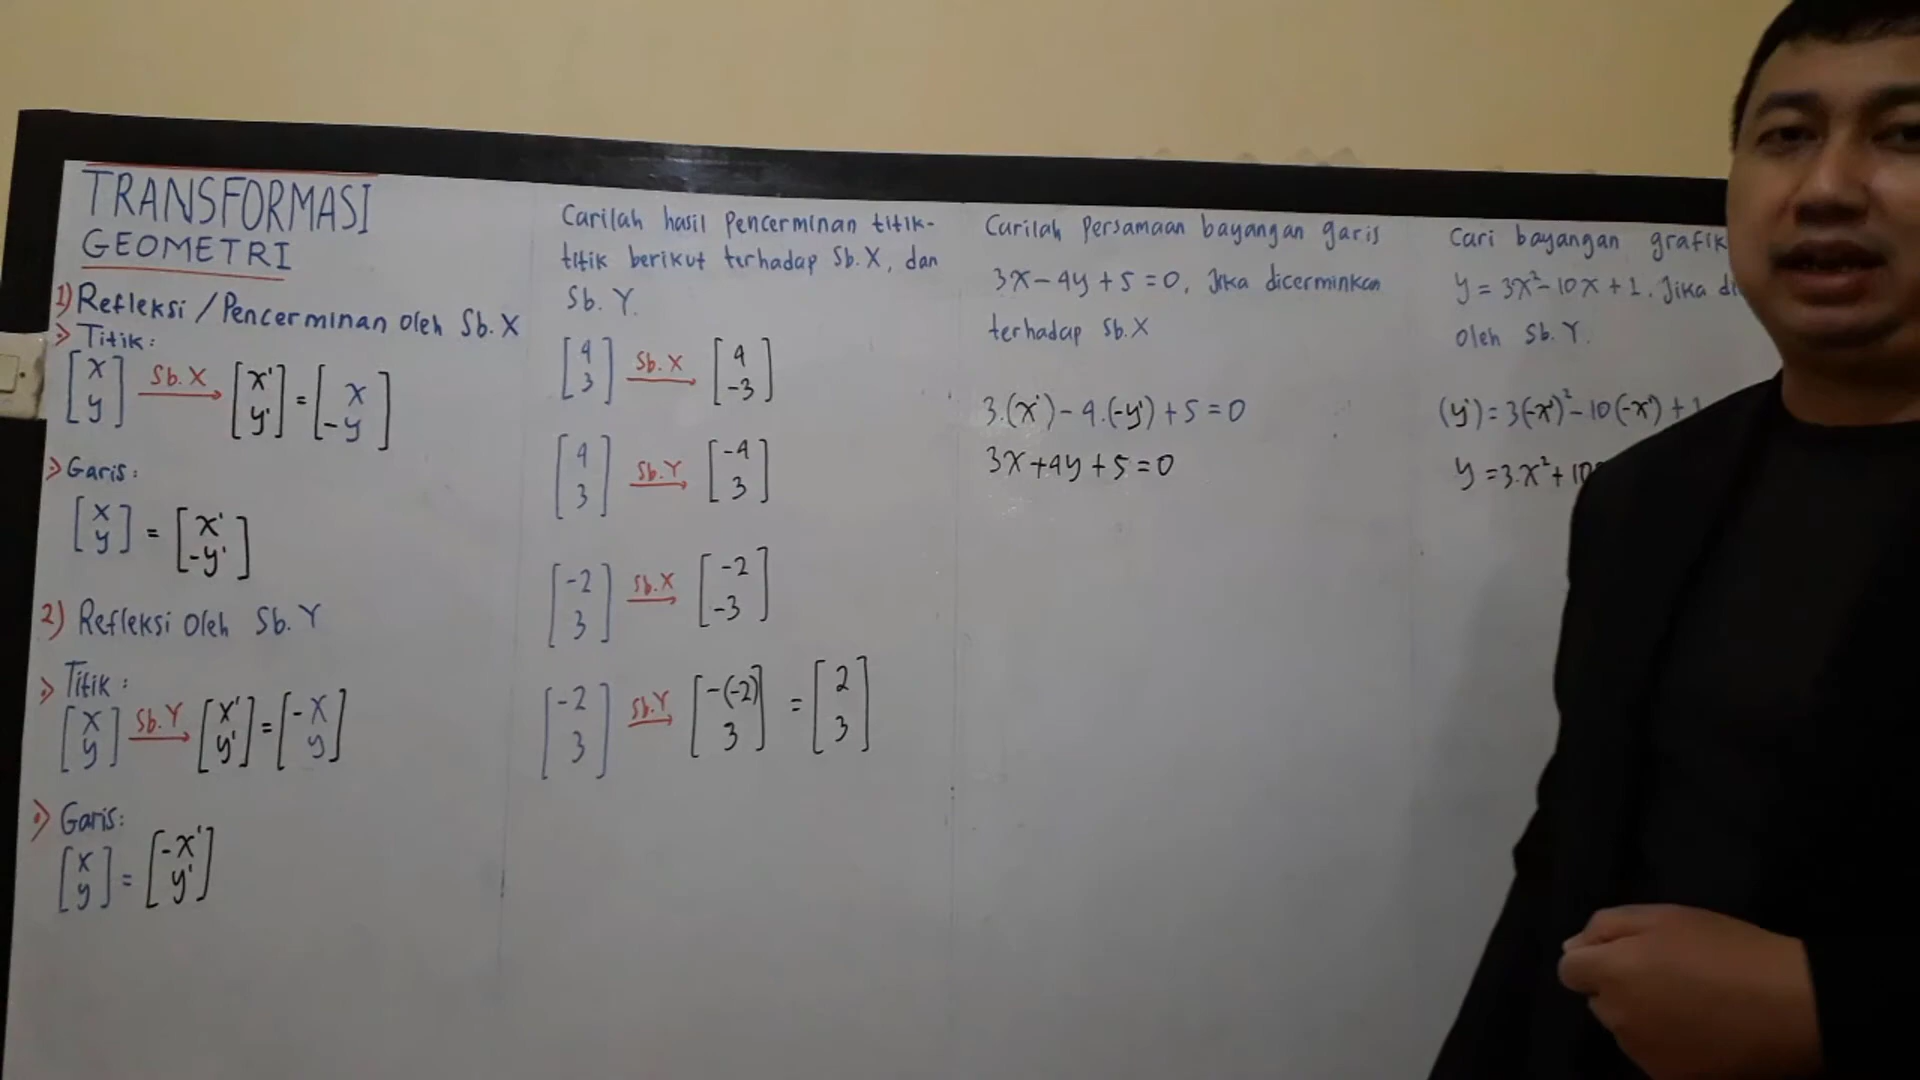 TRANSFORMASI
GEOMETRI
1) Refleksi / Pencerminan oleh Sb. X
> Titik :
[x y] Sb. X → [x' y'] = [x -y]
> Garis :
[x y] = [x' -y']
2) Refleksi oleh Sb. Y
> Titik :
[x y] Sb. Y → [x' y'] = [-x y]
> Garis :
[x y] = [-x' y']
Carilah hasil Pencerminan titik-
titik berikut terhadap Sb. X, dan
Sb. Y.
[4 3] Sb. X → [4 -3]
[4 3] Sb. Y → [-4 3]
[-2 3] Sb. X → [-2 -3]
[-2 3] Sb. Y → [-(-2) 3] = [2 3]
Carilah Persamaan bayangan garis
3x - 4y + 5 = 0, Jika dicerminkan
terhadap Sb. X
3.(x') - 4.(-y') + 5 = 0
3x + 4y + 5 = 0
Cari bayangan grafik
y = 3x² - 10x + 1. Jika
oleh Sb. Y.
(y') = 3(-x')² - 10(-x') + 1
y = 3.x² + 10